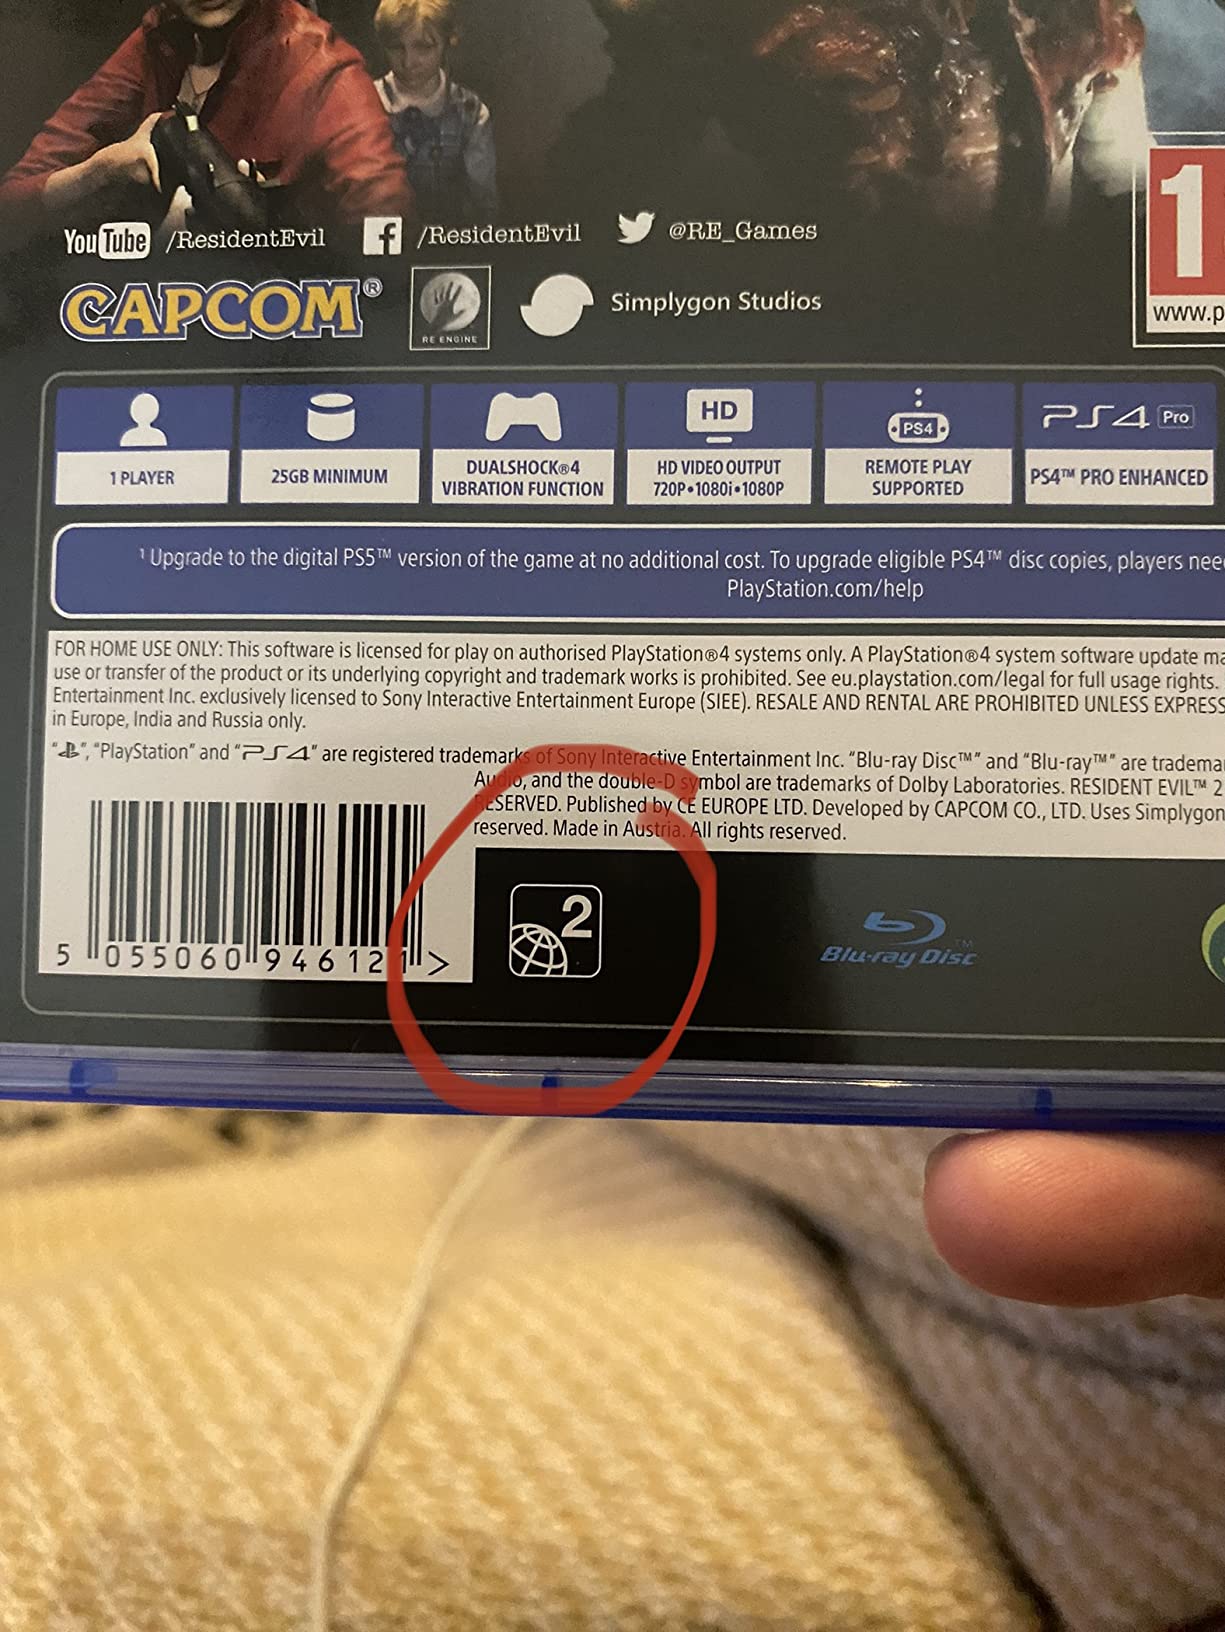 YouTube /ResidentEvil f /ResidentEvil @RE_Games
CAPCOM® RE ENGINE Simplygon Studios
1
www.p
HD PS4 PS4 Pro
1 PLAYER
25GB MINIMUM
DUALSHOCK®4
VIBRATION FUNCTION
HD VIDEO OUTPUT
720P•1080i•1080P
REMOTE PLAY
SUPPORTED
PS4™ PRO ENHANCED
¹ Upgrade to the digital PS5™ version of the game at no additional cost. To upgrade eligible PS4™ disc copies, players nee
PlayStation.com/help
FOR HOME USE ONLY: This software is licensed for play on authorised PlayStation®4 systems only. A PlayStation®4 system software update ma
use or transfer of the product or its underlying copyright and trademark works is prohibited. See eu.playstation.com/legal for full usage rights.
Entertainment Inc. exclusively licensed to Sony Interactive Entertainment Europe (SIEE). RESALE AND RENTAL ARE PROHIBITED UNLESS EXPRESS
in Europe, India and Russia only.
"PS", "PlayStation" and "PS4" are registered trademarks of Sony Interactive Entertainment Inc. "Blu-ray Disc™" and "Blu-ray™" are tradema
Audio, and the double-D symbol are trademarks of Dolby Laboratories. RESIDENT EVIL™ 2
RESERVED. Published by CE EUROPE LTD. Developed by CAPCOM CO., LTD. Uses Simplygon
reserved. Made in Austria. All rights reserved.
5 055060 946121 >
2
Blu-ray Disc™